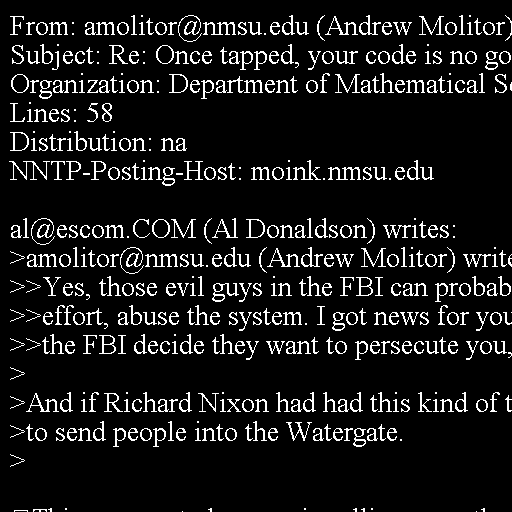 From: amolitor@nmsu.edu (Andrew Molitor)
Subject: Re: Once tapped, your code is no
Organization: Department of Mathematical
Lines: 58
Distribution: na
NNTP-Posting-Host: moink.nmsu.edu
al@escom.COM (Al Donaldson) writes:
>amolitor@nmsu.edu (Andrew Molitor)
>>Yes, those evil guys in the FBI can
>>effort, abuse the system. I got news for you
>>the FBI decide they want to persecute you,
>
>And if Richard Nixon had had this kind of
>to send people into the Watergate.
>